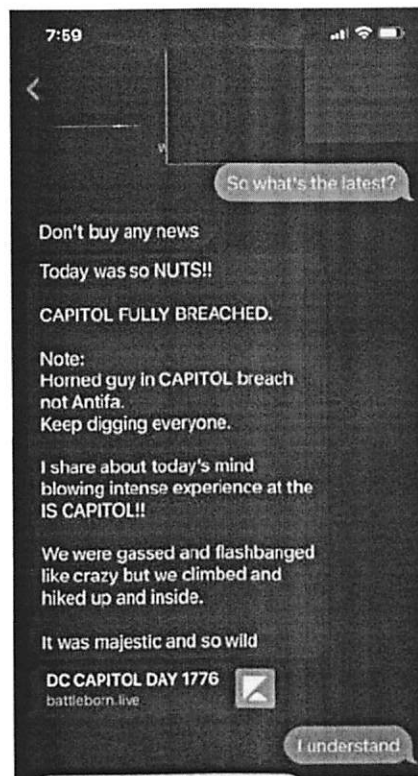 7:59
So what's the latest?
Don't buy any news
Today was so NUTS!!
CAPITOL FULLY BREACHED.
Note:
Horned guy in CAPITOL breach
not Antifa.
Keep digging everyone.
I share about today's mind
blowing intense experience at the
IS CAPITOL!!
We were gassed and flashbanged
like crazy but we climbed and
hiked up and inside.
It was majestic and so wild
DC CAPITOL DAY 1776
battleborn.live
I understand